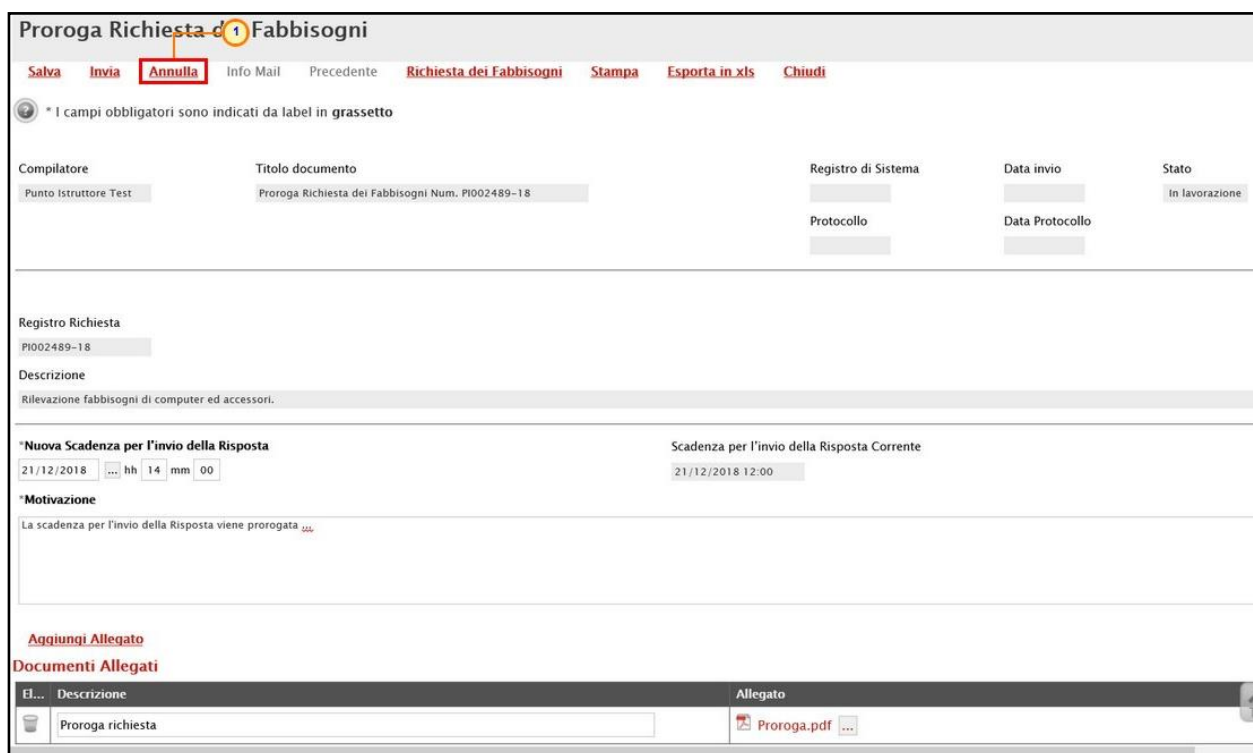 Proroga Richiesta d 1 Fabbisogni
Salva Invia Annulla Info Mail Precedente Richiesta dei Fabbisogni Stampa Esporta in xls Chiudi
? * I campi obbligatori sono indicati da label in grassetto
Compilatore Titolo documento Registro di Sistema Data invio Stato
Punto Istruttore Test Proroga Richiesta dei Fabbisogni Num. PI002489-18 In lavorazione
Protocollo Data Protocollo
Registro Richiesta
PI002489-18
Descrizione
Rilevazione fabbisogni di computer ed accessori.
*Nuova Scadenza per l'invio della Risposta Scadenza per l'invio della Risposta Corrente
21/12/2018 ... hh 14 mm 00 21/12/2018 12:00
*Motivazione
La scadenza per l'invio della Risposta viene prorogata ,,,
Aggiungi Allegato
Documenti Allegati
El... Descrizione Allegato
Proroga richiesta Proroga.pdf ...